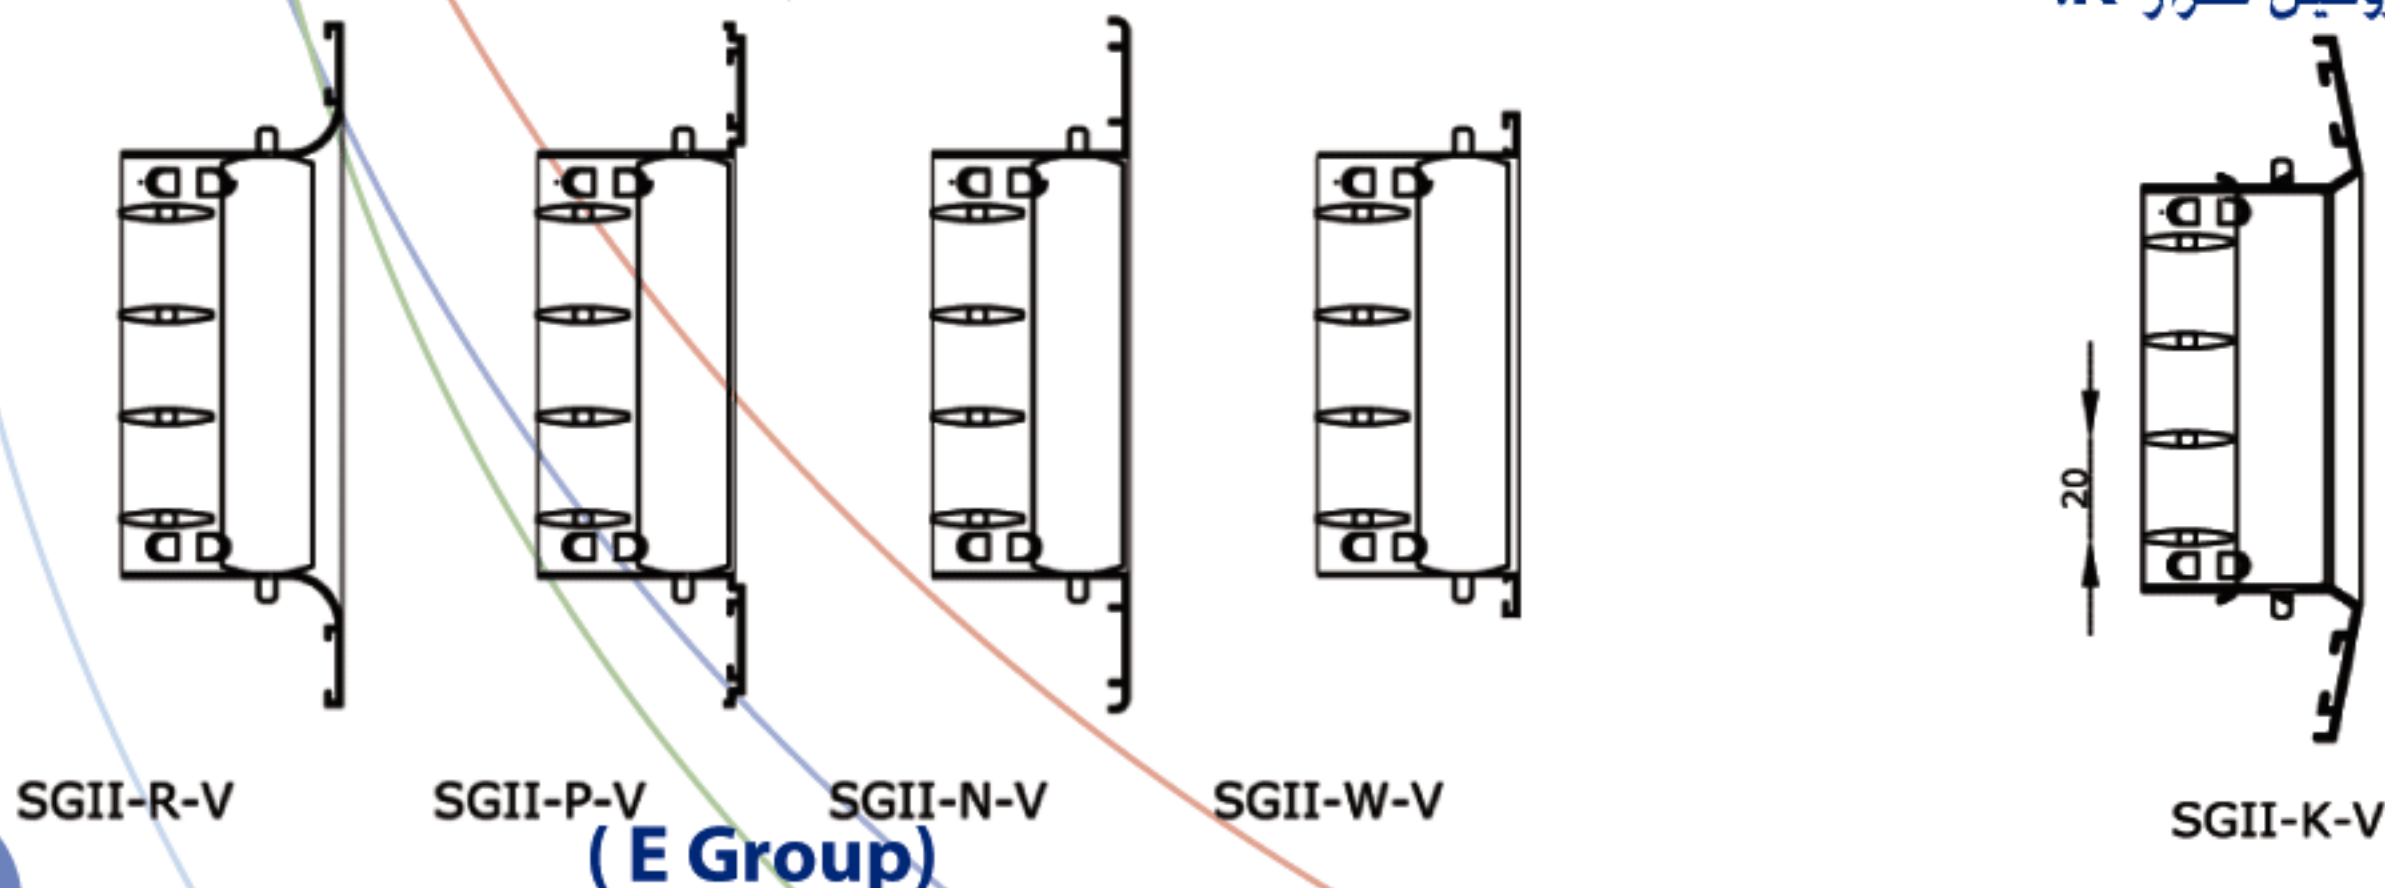 20
SGII-R-V
SGII-P-V
SGII-N-V
SGII-W-V
SGII-K-V
( E Group)